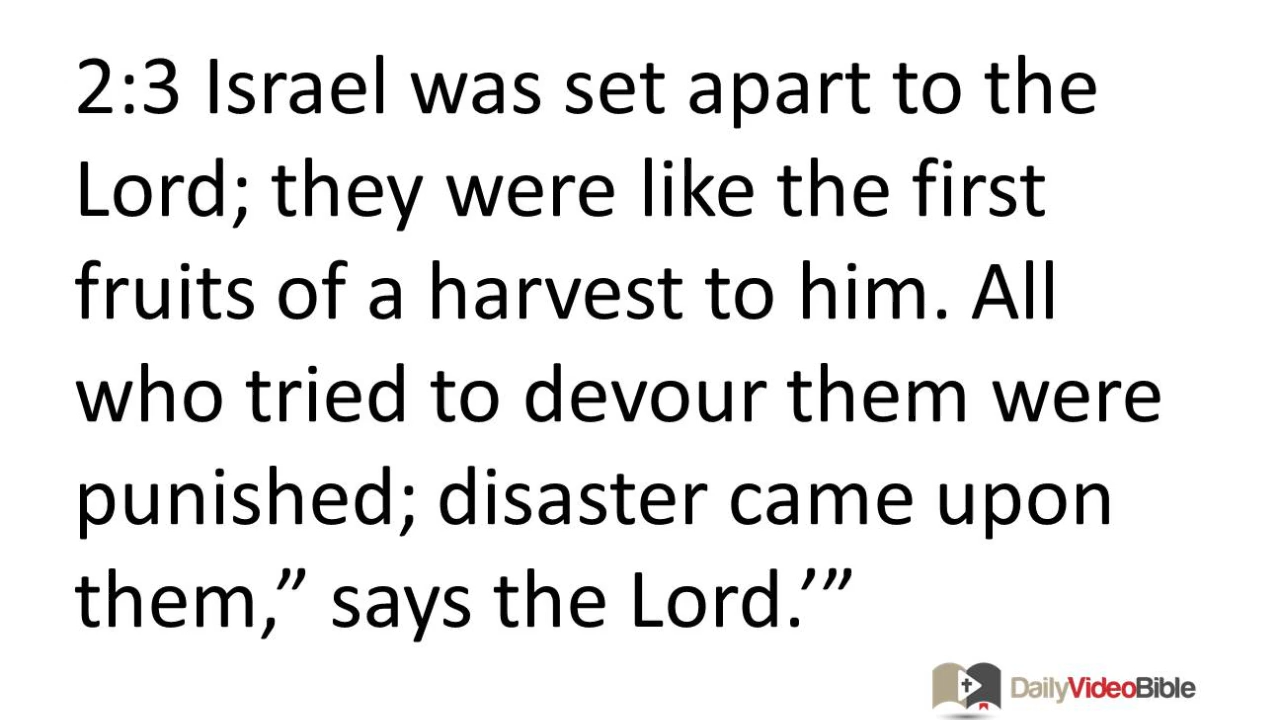 2:3 Israel was set apart to the
Lord; they were like the first
fruits of a harvest to him. All
who tried to devour them were
punished; disaster came upon
them,” says the Lord.’”
DailyVideoBible